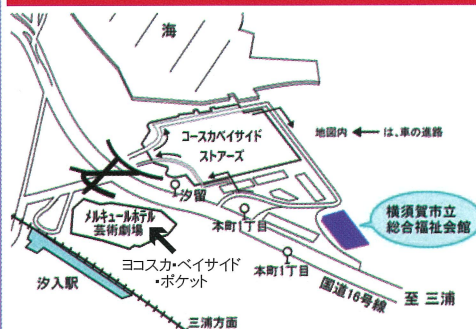 海
地図内 ← は、車の進路
コースカベイサイド
ストアーズ
汐留
本町1丁目
横須賀市立
総合福祉会館
メルキュールホテル
芸術劇場
ヨコスカ・ベイサイド
・ポケット
本町1丁目
汐入駅
国道16号線
至 三浦
三浦方面